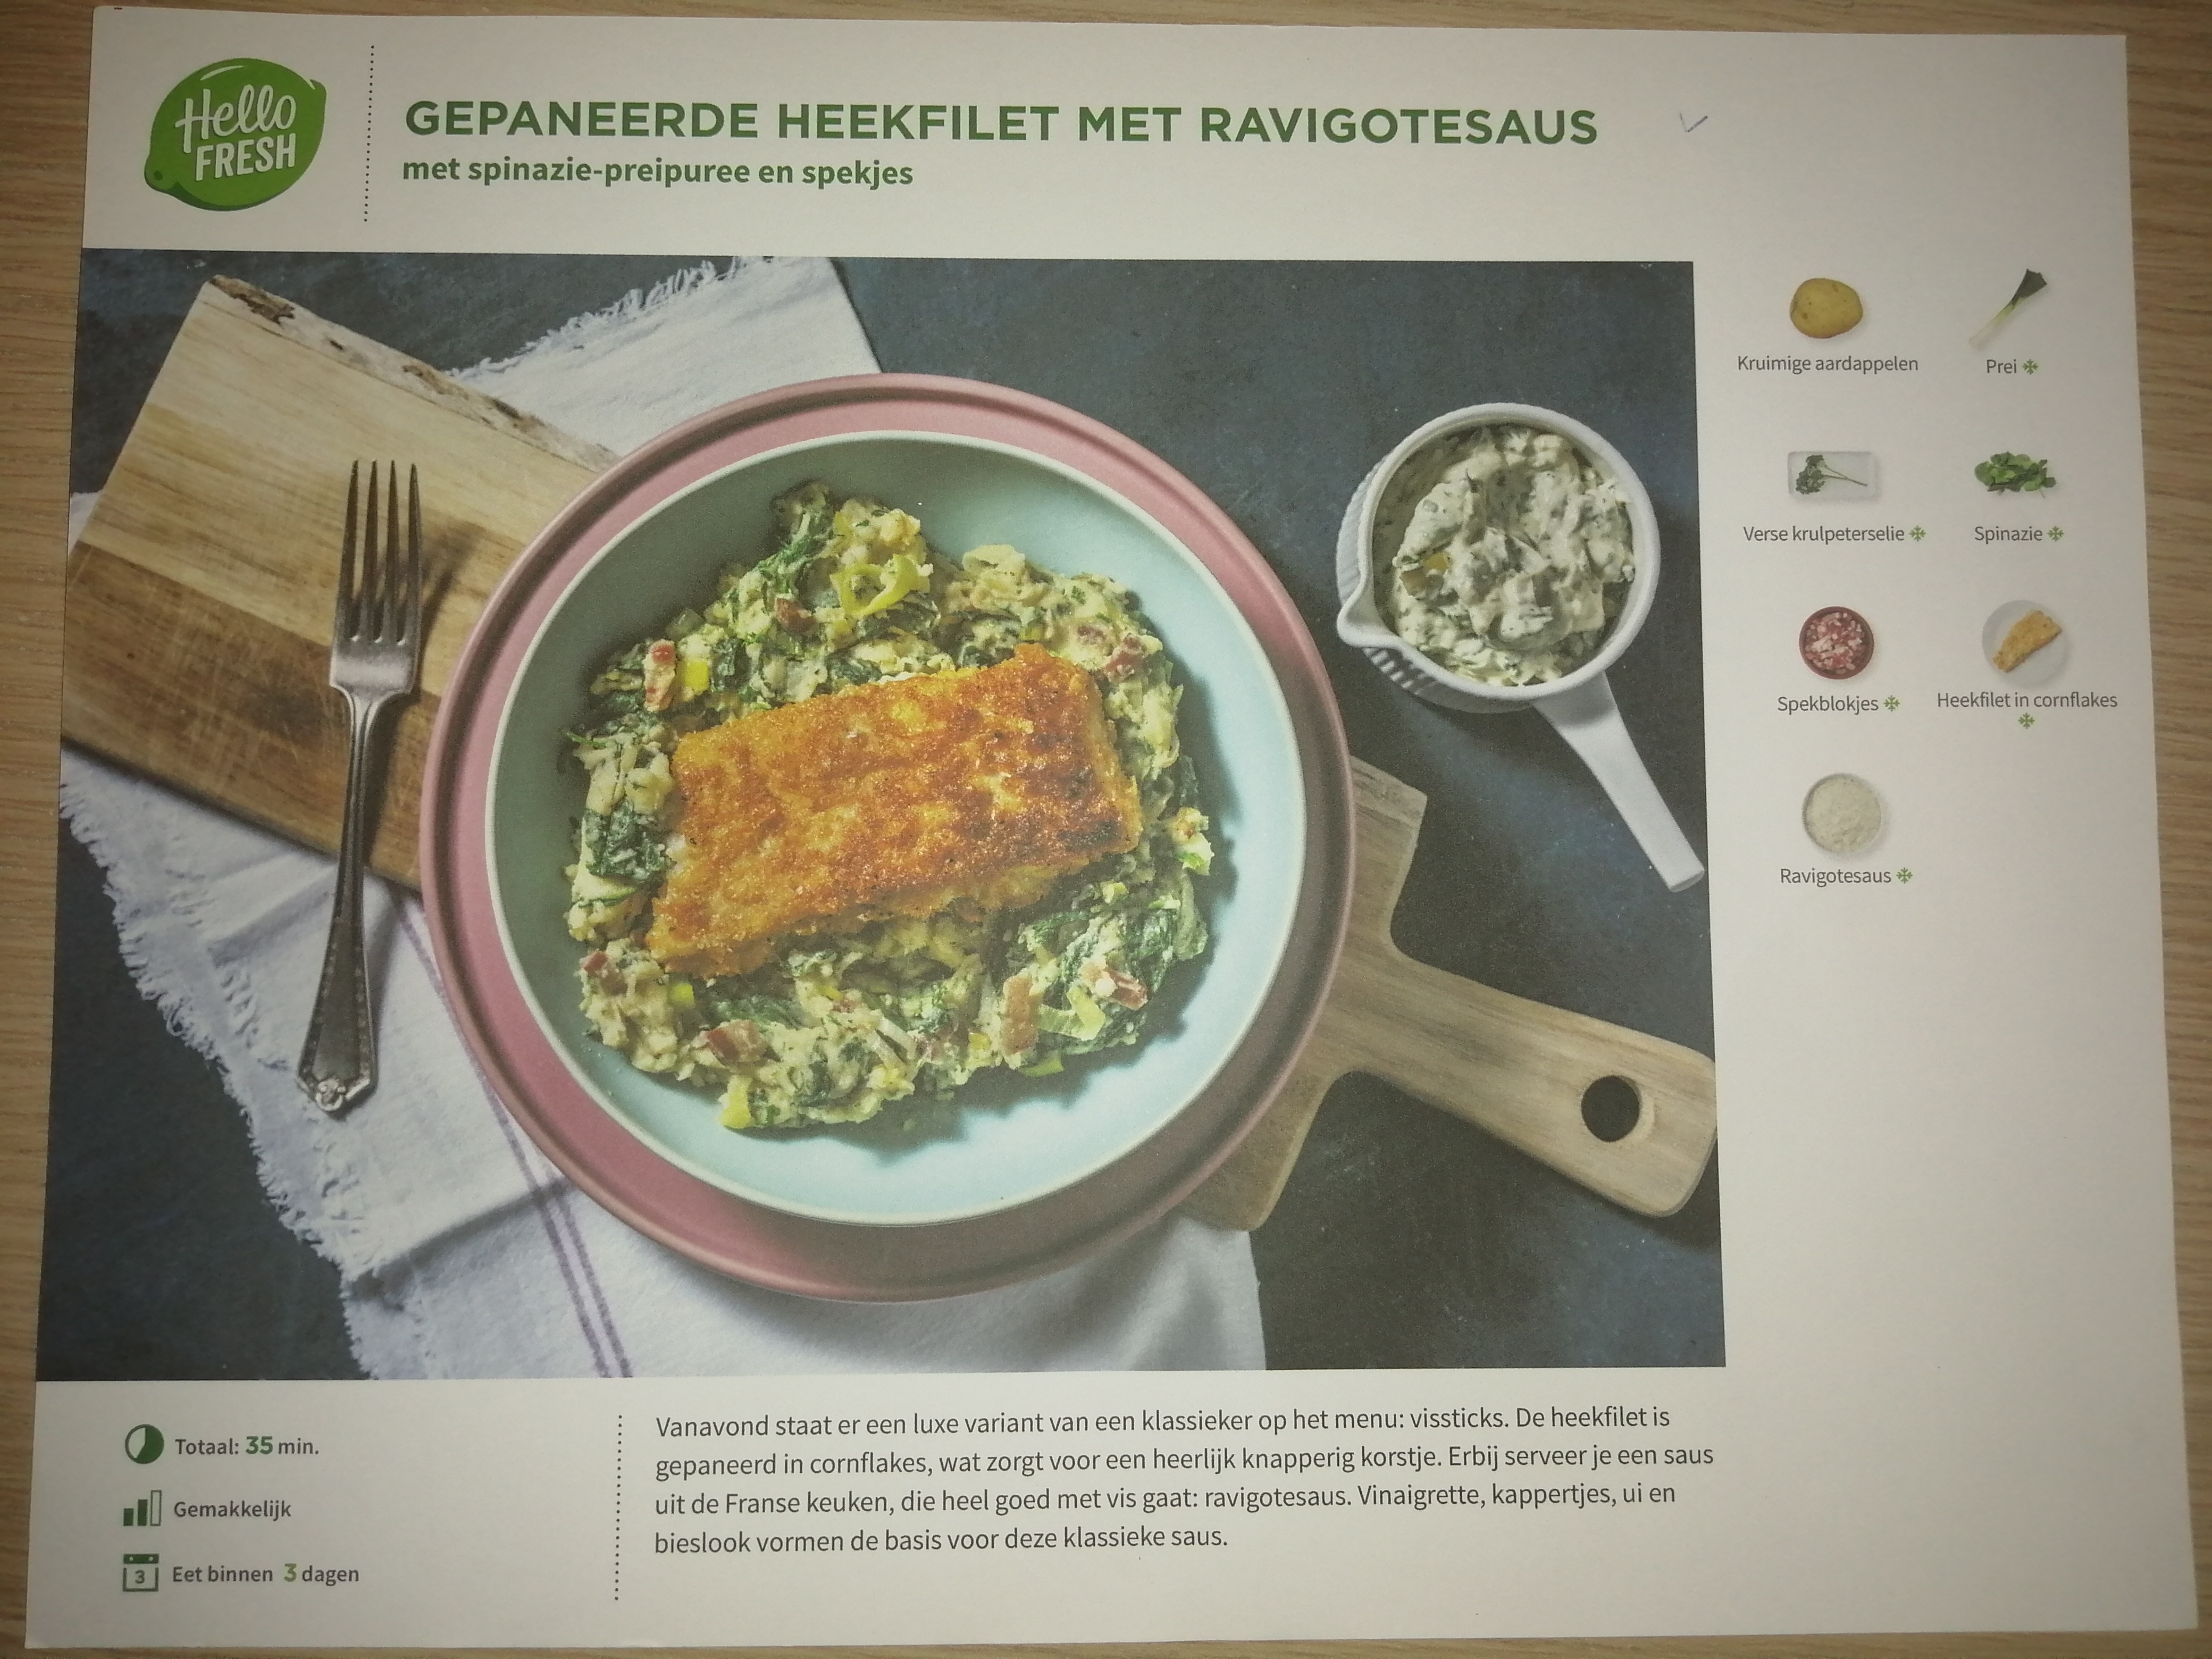 Hello
FRESH
GEPANEERDE HEEKFILET MET RAVIGOTESAUS
met spinazie-preipuree en spekjes
Kruimige aardappelen
Prei
Verse krulpeterselie
Spinazie
Spekblokjes
Heekfilet in cornflakes
Ravigotesaus
Totaal: 35 min.
Gemakkelijk
3
Eet binnen 3 dagen
Vanavond staat er een luxe variant van een klassieker op het menu: vissticks. De heekfilet is
gepaneerd in cornflakes, wat zorgt voor een heerlijk knapperig korstje. Erbij serveer je een saus
uit de Franse keuken, die heel goed met vis gaat: ravigotesaus. Vinaigrette, kappertjes, ui en
bieslook vormen de basis voor deze klassieke saus.